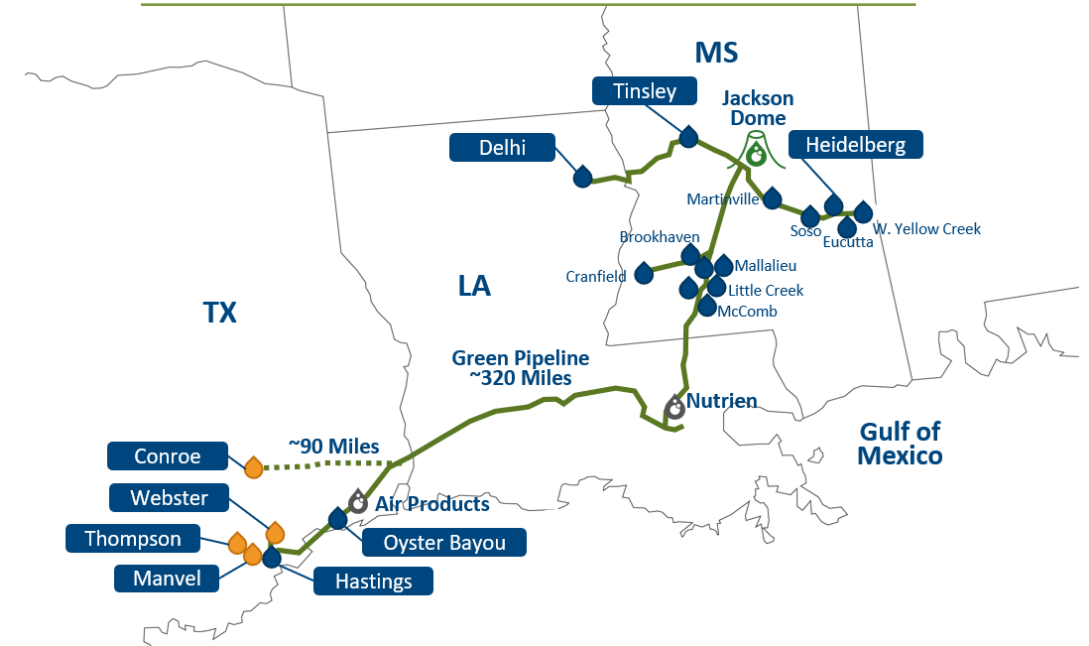 MS
Tinsley
Jackson
Dome
Delhi
Heidelberg
Martinville
Soso
Eucutta
W. Yellow Creek
Brookhaven
Cranfield
Mallalieu
Little Creek
McComb
LA
TX
Green Pipeline
~320 Miles
Nutrien
Gulf of
Mexico
~90 Miles
Conroe
Webster
Air Products
Thompson
Oyster Bayou
Manvel
Hastings